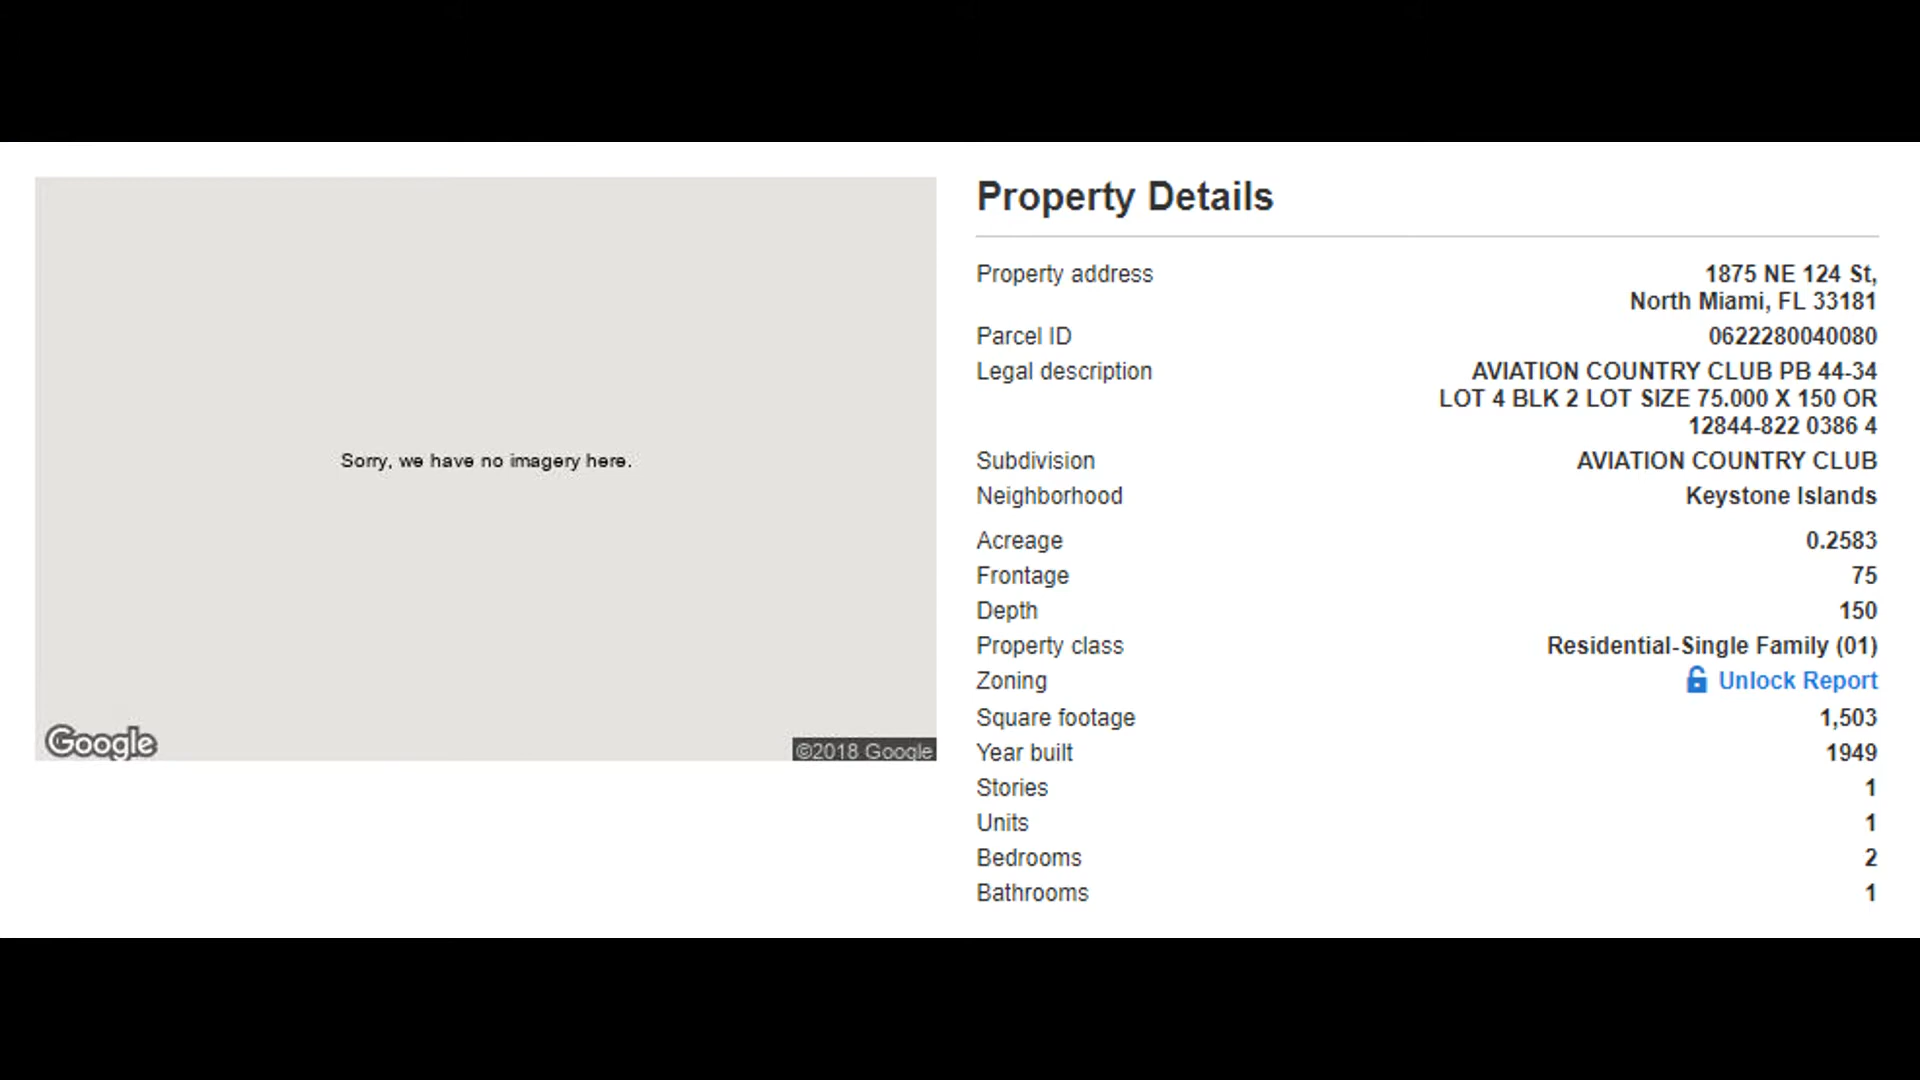 Sorry, we have no imagery here.
Google
©2018 Google
Property Details
Property address 1875 NE 124 St,
North Miami, FL 33181
Parcel ID 0622280040080
Legal description AVIATION COUNTRY CLUB PB 44-34
LOT 4 BLK 2 LOT SIZE 75.000 X 150 OR
12844-822 0386 4
Subdivision AVIATION COUNTRY CLUB
Neighborhood Keystone Islands
Acreage 0.2583
Frontage 75
Depth 150
Property class Residential-Single Family (01)
Zoning Unlock Report
Square footage 1,503
Year built 1949
Stories 1
Units 1
Bedrooms 2
Bathrooms 1